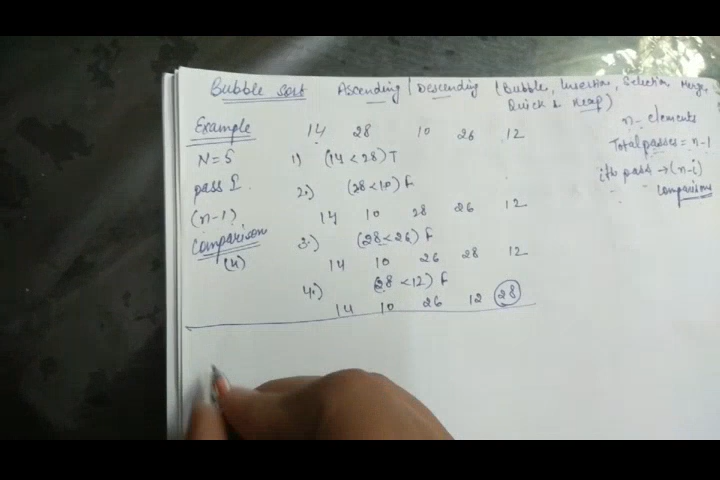 Bubble Sort Ascending / Descending (Bubble, Insertion, Selection, Merge,
Quick & Heap)
Example 14 28 10 26 12
n- elements
Total passes = n-1
ith pass → (n-i)
comparisons
N=5 1) (14 < 28) T
pass 1 2.) (28 < 10) F
(n-1) 14 10 28 26 12
Comparison 3.) (28 < 26) F
(4) 14 10 26 28 12
4.) (28 < 12) F
14 10 26 12 28